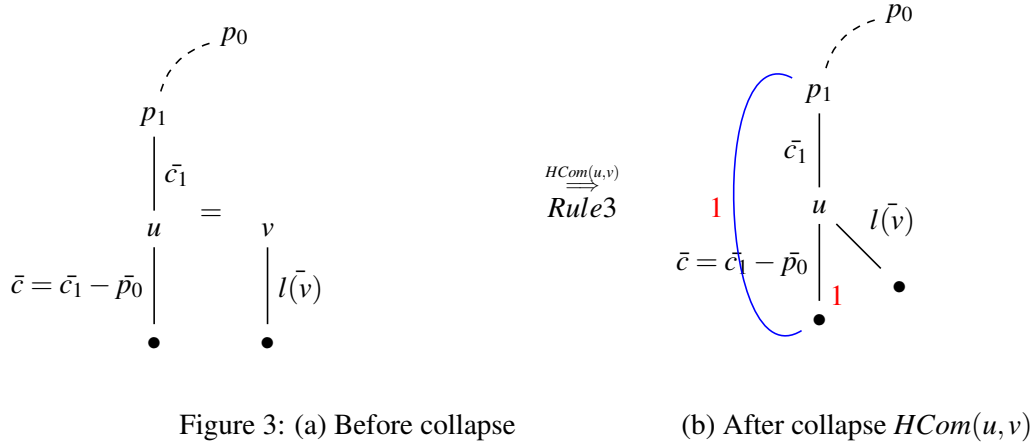 p₀
p₁
c̄₁
u = v
c̄ = c̄₁ − p̄₀
l(v̄)
HCom(u,v)
⟹
Rule3
p₀
p₁
c̄₁
1
u
l(v̄)
c̄ = c̄₁ − p̄₀
1
Figure 3: (a) Before collapse
(b) After collapse HCom(u,v)